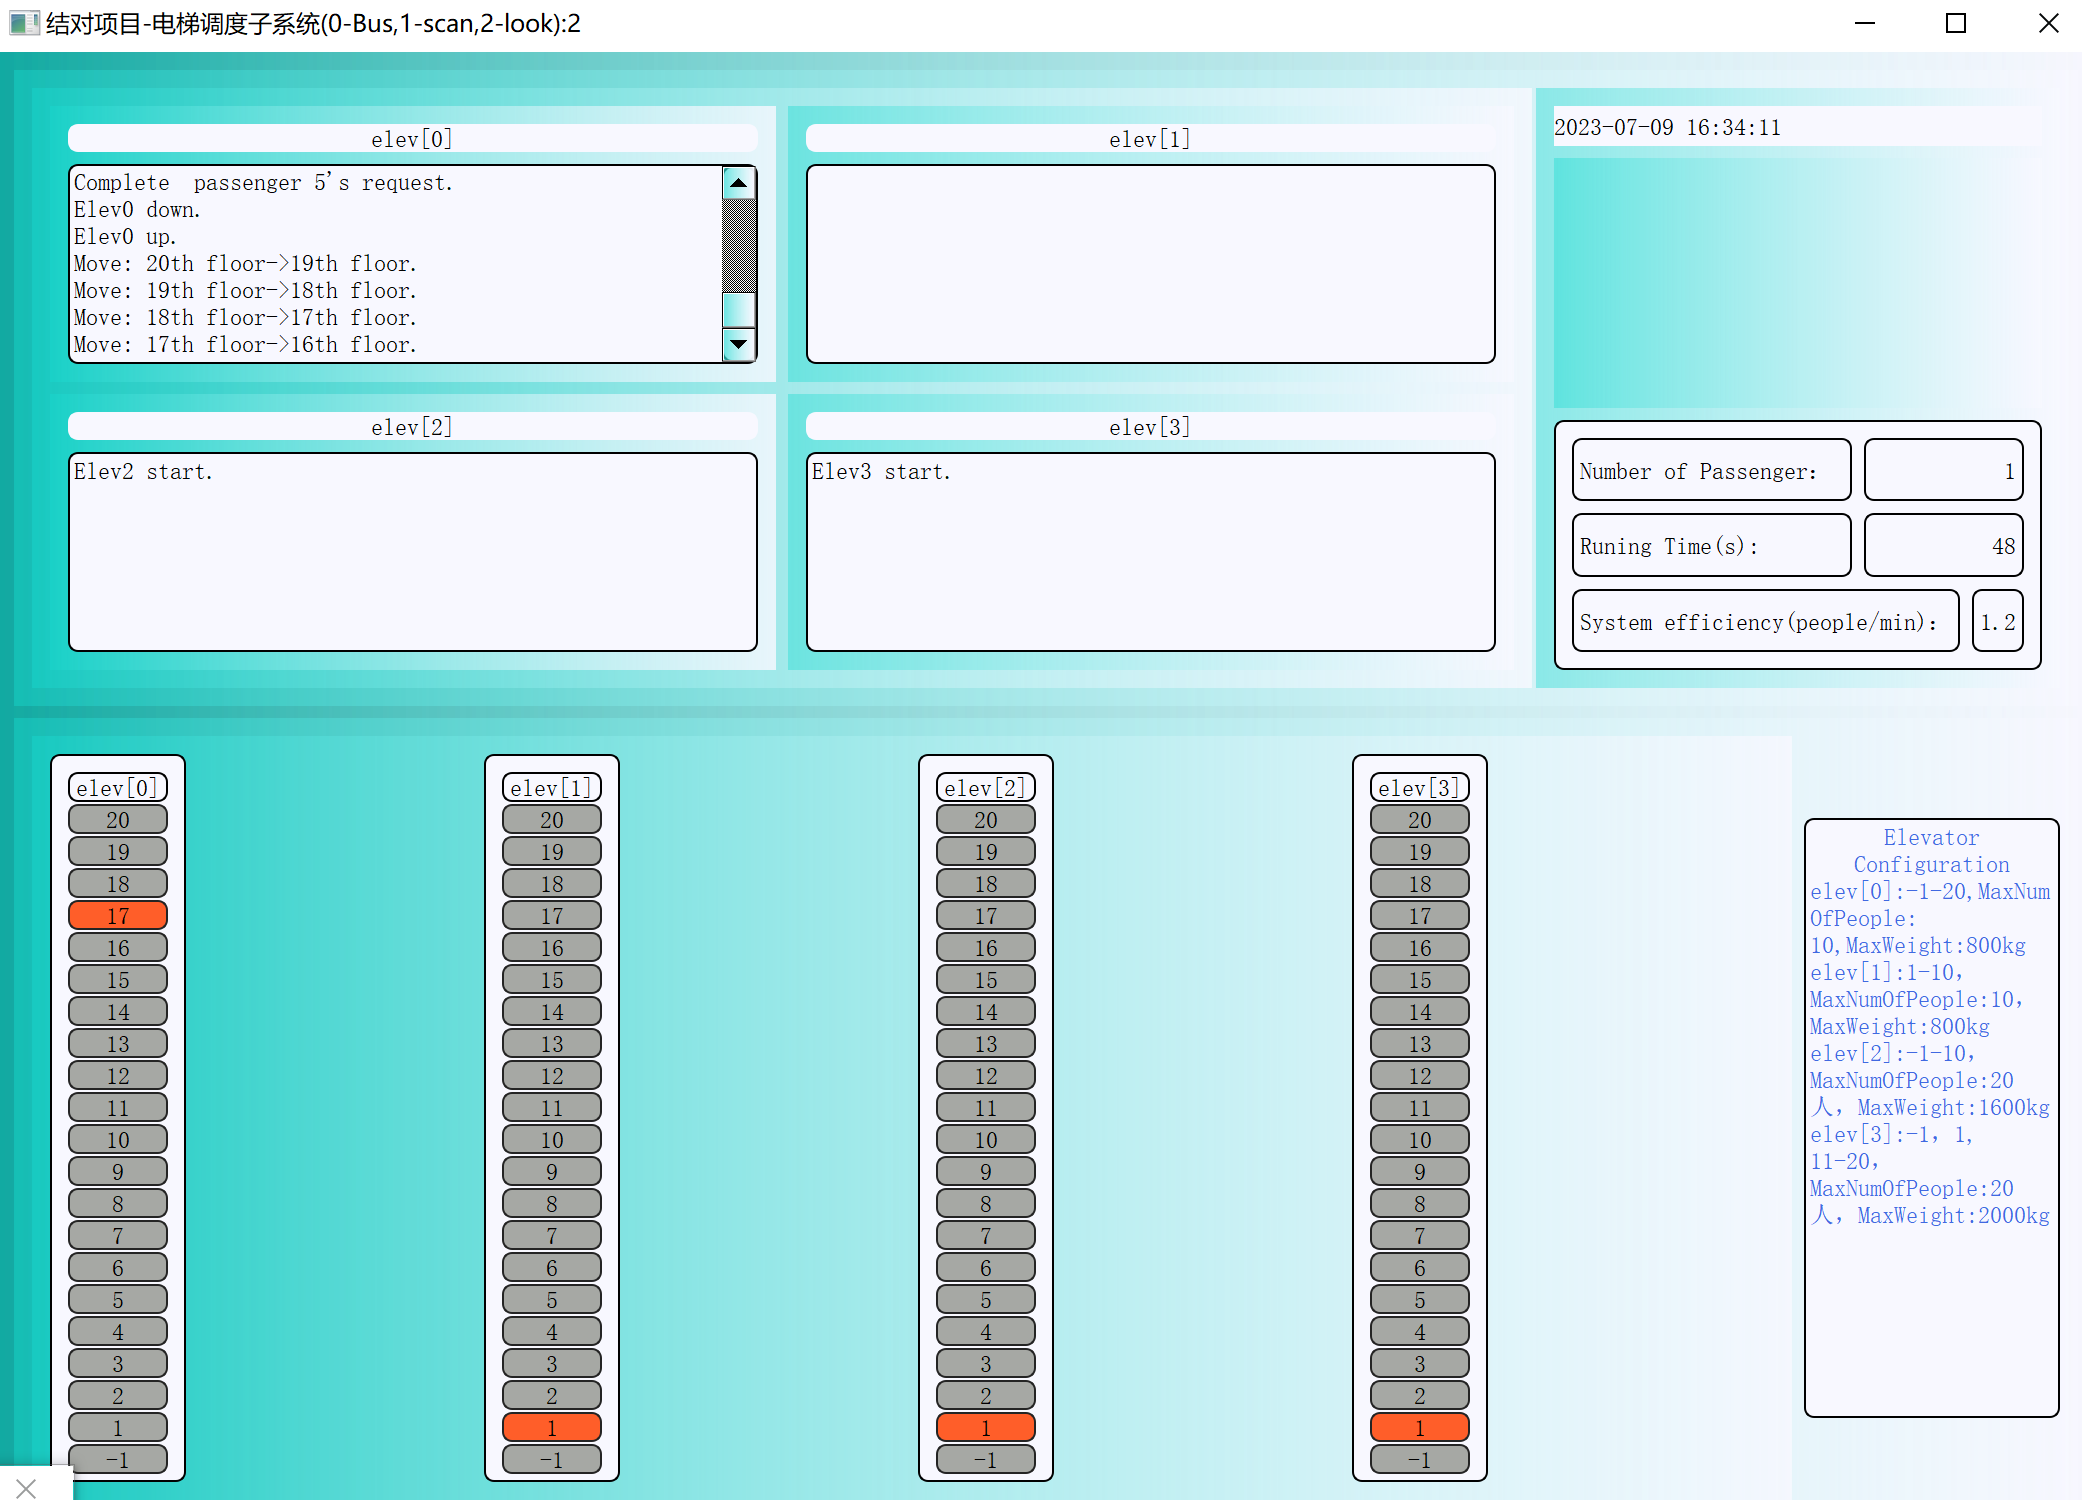 结对项目-电梯调度子系统(0-Bus,1-scan,2-look):2
elev[0]
Complete  passenger 5's request.
Elev0 down.
Elev0 up.
Move: 20th floor->19th floor.
Move: 19th floor->18th floor.
Move: 18th floor->17th floor.
Move: 17th floor->16th floor.
elev[1]
elev[2]
Elev2 start.
elev[3]
Elev3 start.
2023-07-09 16:34:11
Number of Passenger: 1
Runing Time(s): 48
System efficiency(people/min): 1.2
elev[0]
20
19
18
17
16
15
14
13
12
11
10
9
8
7
6
5
4
3
2
1
-1
elev[1]
20
19
18
17
16
15
14
13
12
11
10
9
8
7
6
5
4
3
2
1
-1
elev[2]
20
19
18
17
16
15
14
13
12
11
10
9
8
7
6
5
4
3
2
1
-1
elev[3]
20
19
18
17
16
15
14
13
12
11
10
9
8
7
6
5
4
3
2
1
-1
Elevator
Configuration
elev[0]:-1-20,MaxNum
OfPeople:
10,MaxWeight:800kg
elev[1]:1-10，
MaxNumOfPeople:10，
MaxWeight:800kg
elev[2]:-1-10，
MaxNumOfPeople:20
人，MaxWeight:1600kg
elev[3]:-1，1，
11-20，
MaxNumOfPeople:20
人，MaxWeight:2000kg